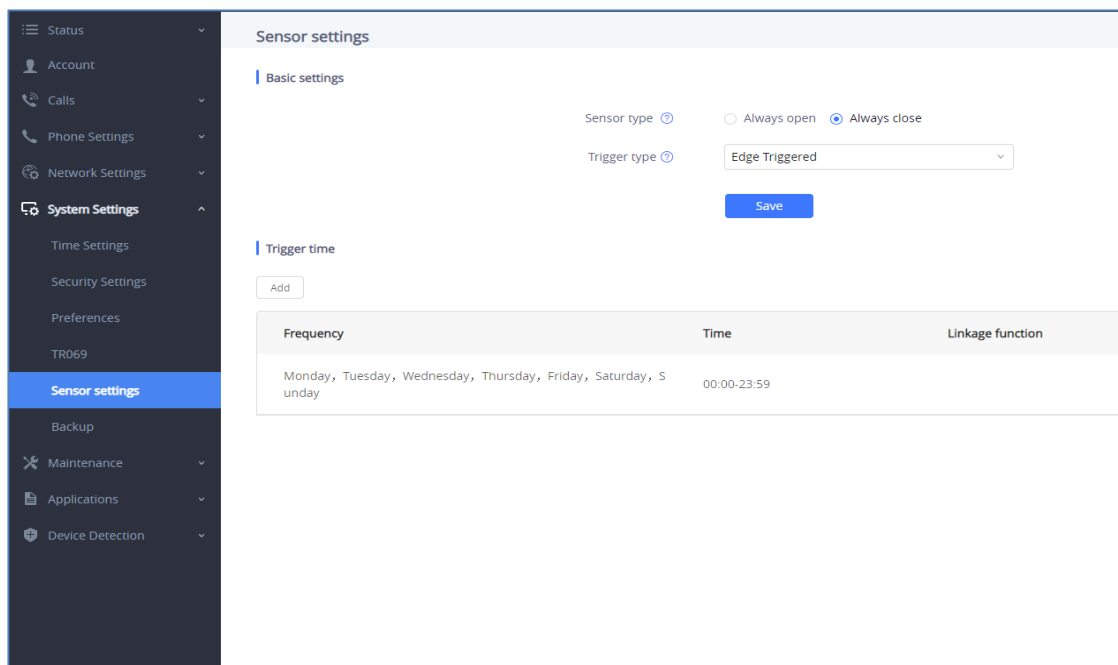 Status
Account
Calls
Phone Settings
Network Settings
System Settings
Time Settings
Security Settings
Preferences
TR069
Sensor settings
Backup
Maintenance
Applications
Device Detection
Sensor settings
Basic settings
Sensor type ? Always open Always close
Trigger type ? Edge Triggered
Save
Trigger time
Add
Frequency Time Linkage function
Monday，Tuesday，Wednesday，Thursday，Friday，Saturday，S
unday
00:00-23:59